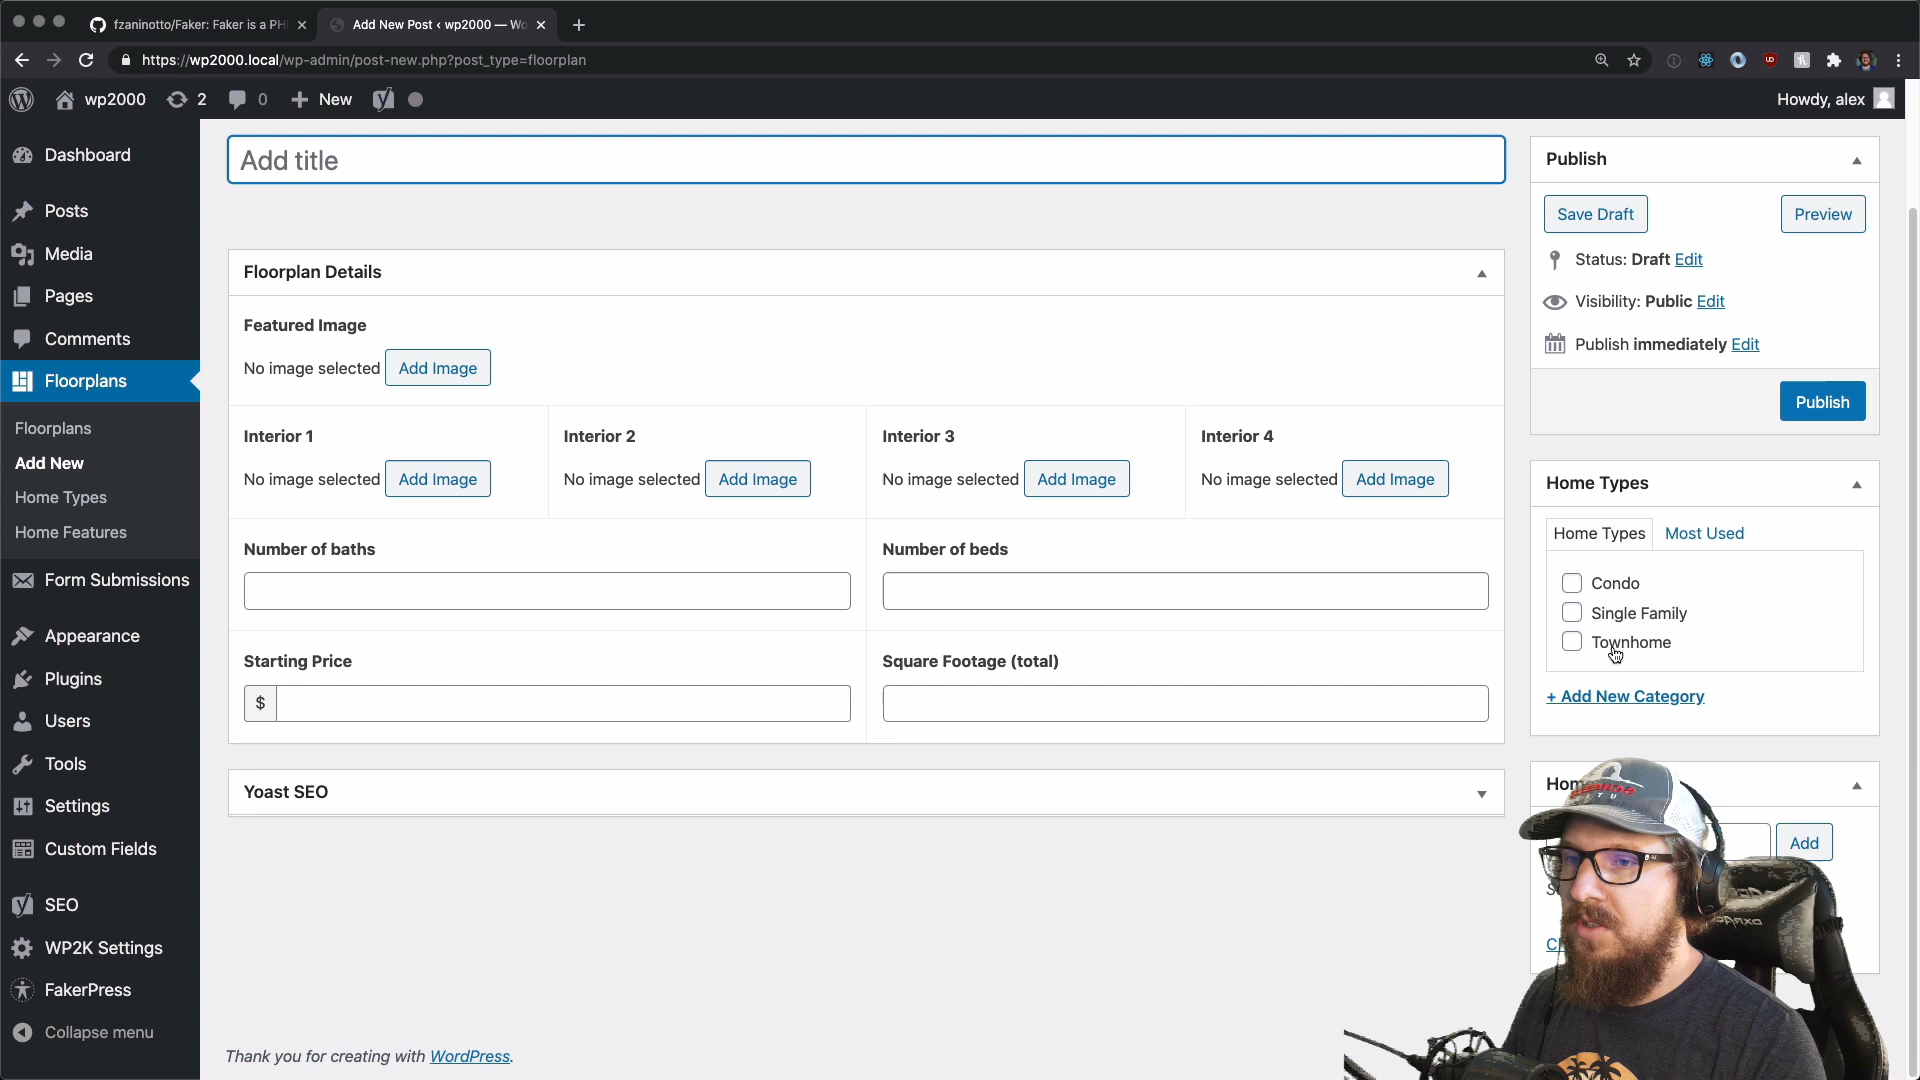 fzaninotto/Faker: Faker is a PH
Add New Post ‹ wp2000 — Wo
https://wp2000.local/wp-admin/post-new.php?post_type=floorplan
wp2000
2
0
New
Howdy, alex
Dashboard
Posts
Media
Pages
Comments
Floorplans
Floorplans
Add New
Home Types
Home Features
Form Submissions
Appearance
Plugins
Users
Tools
Settings
Custom Fields
SEO
WP2K Settings
FakerPress
Collapse menu
Add title
Floorplan Details
Featured Image
No image selected Add Image
Interior 1
No image selected Add Image
Interior 2
No image selected Add Image
Interior 3
No image selected Add Image
Interior 4
No image selected Add Image
Number of baths
Number of beds
Starting Price
$
Square Footage (total)
Yoast SEO
Thank you for creating with WordPress.
Publish
Save Draft
Preview
Status: Draft Edit
Visibility: Public Edit
Publish immediately Edit
Publish
Home Types
Home Types
Most Used
Condo
Single Family
Townhome
+ Add New Category
Add